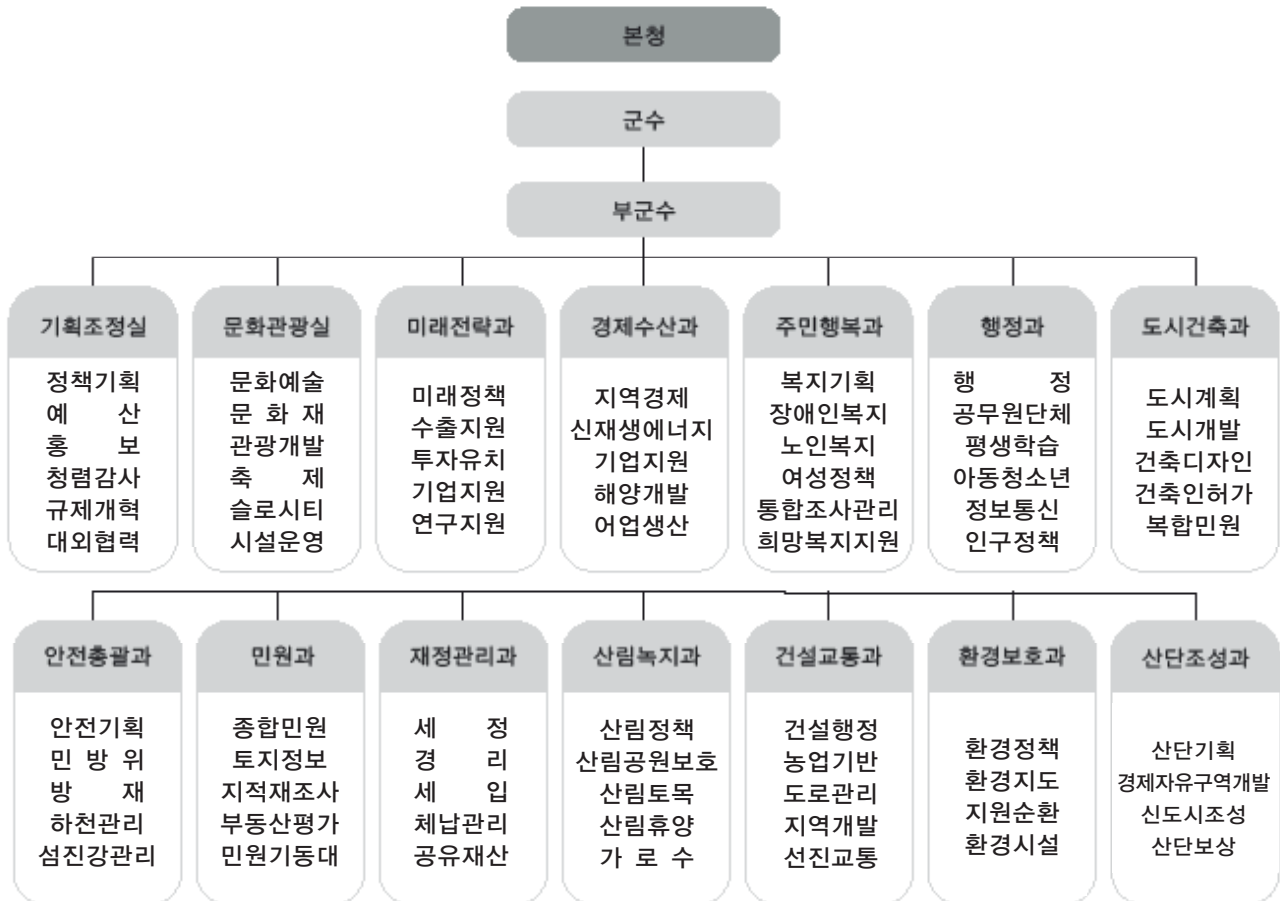 본청
군수
부군수
기획조정실
정책기획
예 산
홍 보
청렴감사
규제개혁
대외협력
문화관광실
문화예술
문 화 재
관광개발
축 제
슬로시티
시설운영
미래전략과
미래정책
수출지원
투자유치
기업지원
연구지원
경제수산과
지역경제
신재생에너지
기업지원
해양개발
어업생산
주민행복과
복지기획
장애인복지
노인복지
여성정책
통합조사관리
희망복지지원
행정과
행 정
공무원단체
평생학습
아동청소년
정보통신
인구정책
도시건축과
도시계획
도시개발
건축디자인
건축인허가
복합민원
안전총괄과
안전기획
민 방 위
방 재
하천관리
섬진강관리
민원과
종합민원
토지정보
지적재조사
부동산평가
민원기동대
재정관리과
세 정
경 리
세 입
체납관리
공유재산
산림녹지과
산림정책
산림공원보호
산림토목
산림휴양
가 로 수
건설교통과
건설행정
농업기반
도로관리
지역개발
선진교통
환경보호과
환경정책
환경지도
지원순환
환경시설
산단조성과
산단기획
경제자유구역개발
신도시조성
산단보상